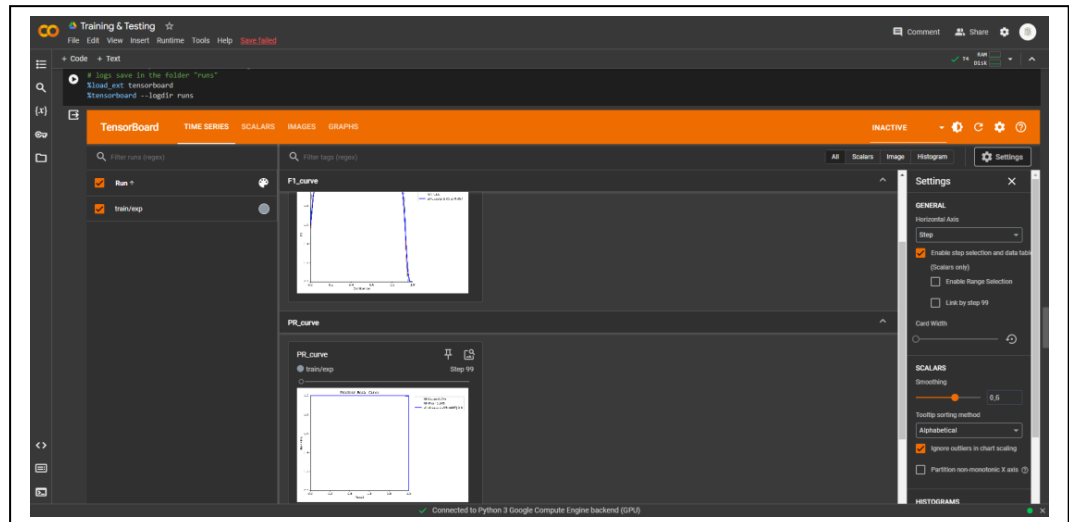 Training & Testing
Comment
Share
File Edit View Insert Runtime Tools Help Save failed
+ Code + Text
T4 RAM
Disk
# logs save in the folder "runs"
%load_ext tensorboard
%tensorboard --logdir runs
{x}
TensorBoard TIME SERIES SCALARS IMAGES GRAPHS INACTIVE
Filter runs (regex)
Filter tags (regex)
All Scalars Image Histogram
Settings
Run ↑
train/exp
F1_curve
PR_curve
PR_curve
train/exp Step 99
Settings
GENERAL
Horizontal Axis
Step
Enable step selection and data table
(Scalars only)
Enable Range Selection
Link by step 99
Card Width
SCALARS
Smoothing
0,6
Tooltip sorting method
Alphabetical
Ignore outliers in chart scaling
Partition non-monotonic X axis
HISTOGRAMS
Connected to Python 3 Google Compute Engine backend (GPU)